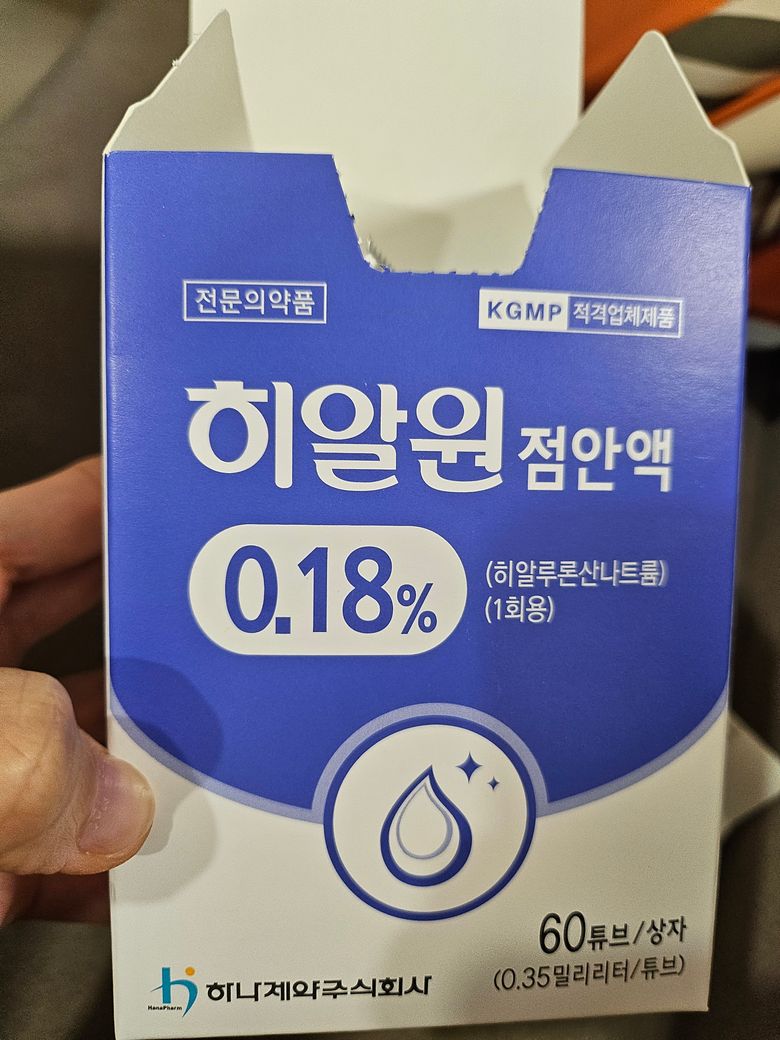 전문의약품
KGMP 적격업체제품
히알원 점안액
0.18%
(히알루론산나트륨)
(1회용)
60튜브/상자
(0.35밀리리터/튜브)
하나제약주식회사
HanaPharm